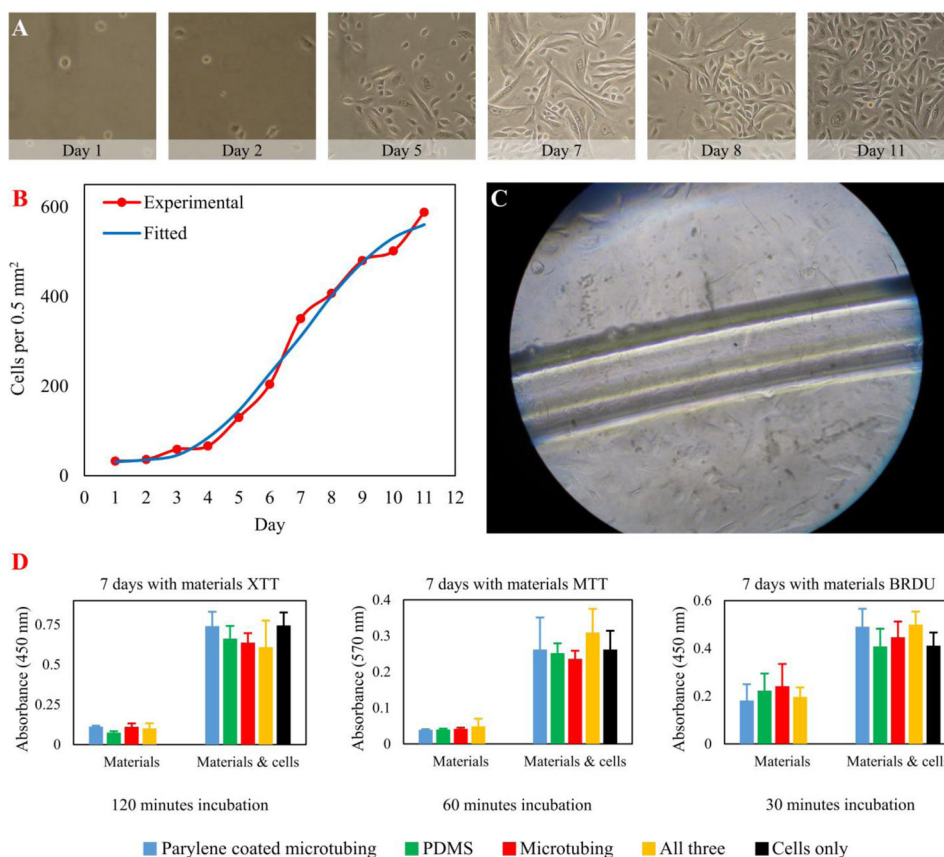 A
Day 1
Day 2
Day 5
Day 7
Day 8
Day 11
B
Experimental
Fitted
600
400
200
0
Cells per 0.5 mm²
0 1 2 3 4 5 6 7 8 9 10 11 12
Day
C
D
7 days with materials XTT
Absorbance (450 nm)
0.75
0.5
0.25
0
Materials
Materials & cells
120 minutes incubation
7 days with materials MTT
Absorbance (570 nm)
0.4
0.3
0.2
0.1
0
Materials
Materials & cells
60 minutes incubation
7 days with materials BRDU
Absorbance (450 nm)
0.6
0.4
0.2
0
Materials
Materials & cells
30 minutes incubation
Parylene coated microtubing
PDMS
Microtubing
All three
Cells only